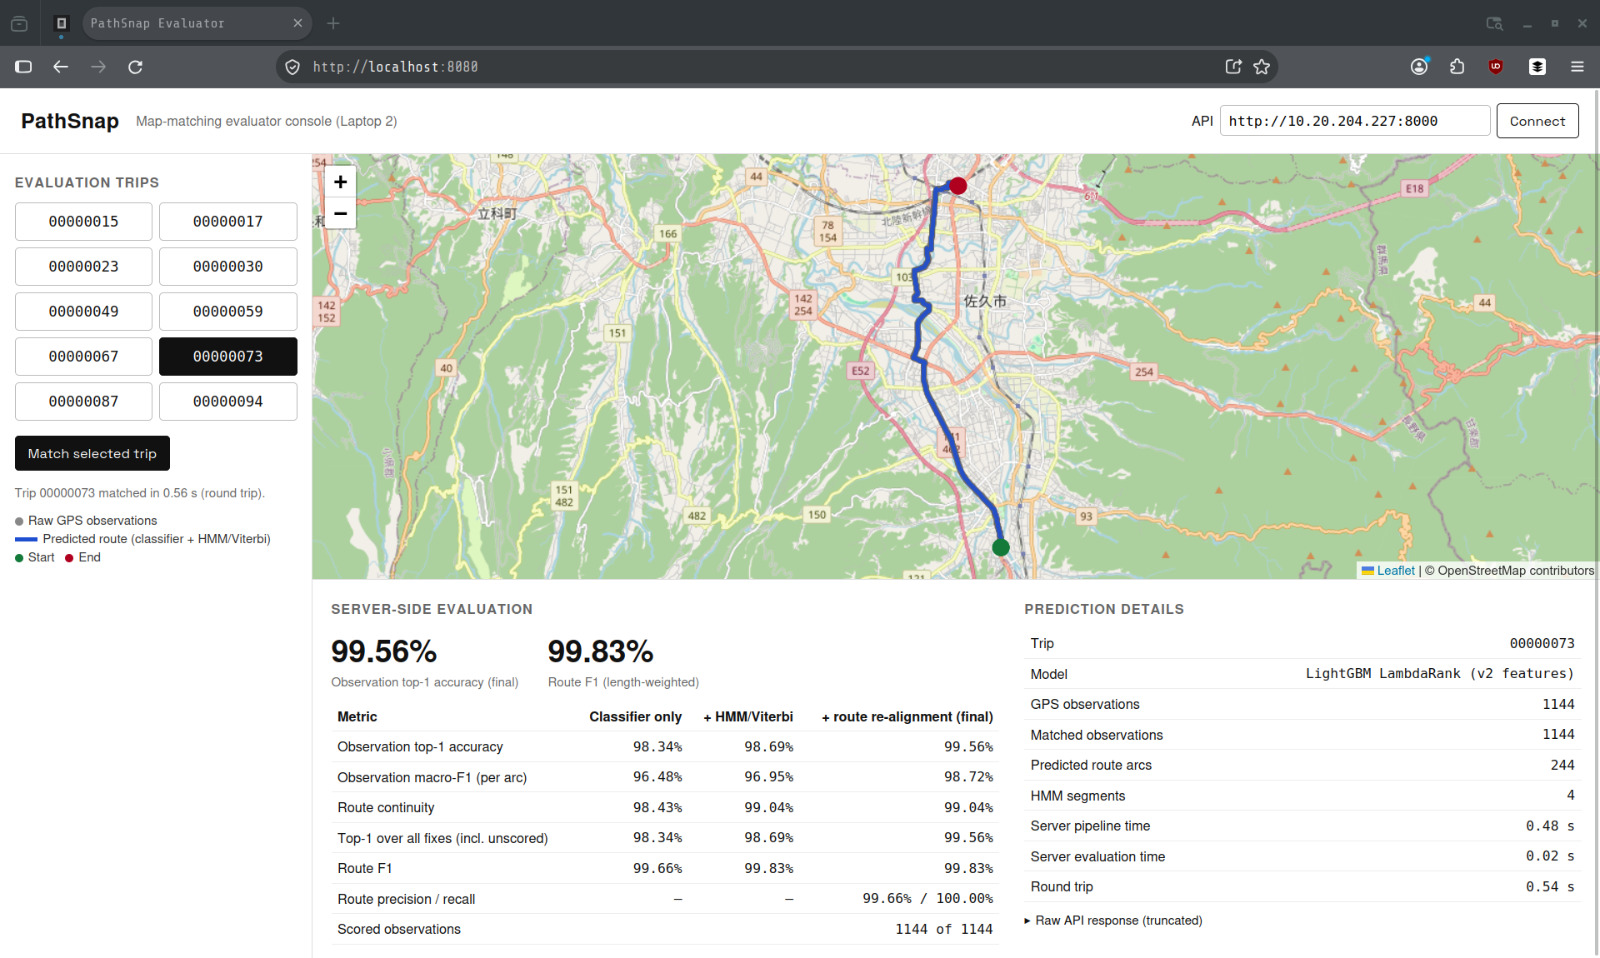 PathSnap Evaluator
http://localhost:8080
PathSnap
Map-matching evaluator console (Laptop 2)
API
http://10.20.204.227:8000
Connect
EVALUATION TRIPS
00000015
00000017
00000023
00000030
00000049
00000059
00000067
00000073
00000087
00000094
Match selected trip
Trip 00000073 matched in 0.56 s (round trip).
Raw GPS observations
Predicted route (classifier + HMM/Viterbi)
Start
End
+
−
254
148
44
E18
立科町
166
78
154
北陸新幹
103
142
152
142
254
佐久市
群馬県
44
151
40
E52
254
151
482
482
150
93
Leaflet | © OpenStreetMap contributors
SERVER-SIDE EVALUATION
99.56%
Observation top-1 accuracy (final)
99.83%
Route F1 (length-weighted)
Metric Classifier only + HMM/Viterbi + route re-alignment (final)
Observation top-1 accuracy 98.34% 98.69% 99.56%
Observation macro-F1 (per arc) 96.48% 96.95% 98.72%
Route continuity 98.43% 99.04% 99.04%
Top-1 over all fixes (incl. unscored) 98.34% 98.69% 99.56%
Route F1 99.66% 99.83% 99.83%
Route precision / recall – – 99.66% / 100.00%
Scored observations 1144 of 1144
PREDICTION DETAILS
Trip 00000073
Model LightGBM LambdaRank (v2 features)
GPS observations 1144
Matched observations 1144
Predicted route arcs 244
HMM segments 4
Server pipeline time 0.48 s
Server evaluation time 0.02 s
Round trip 0.54 s
Raw API response (truncated)